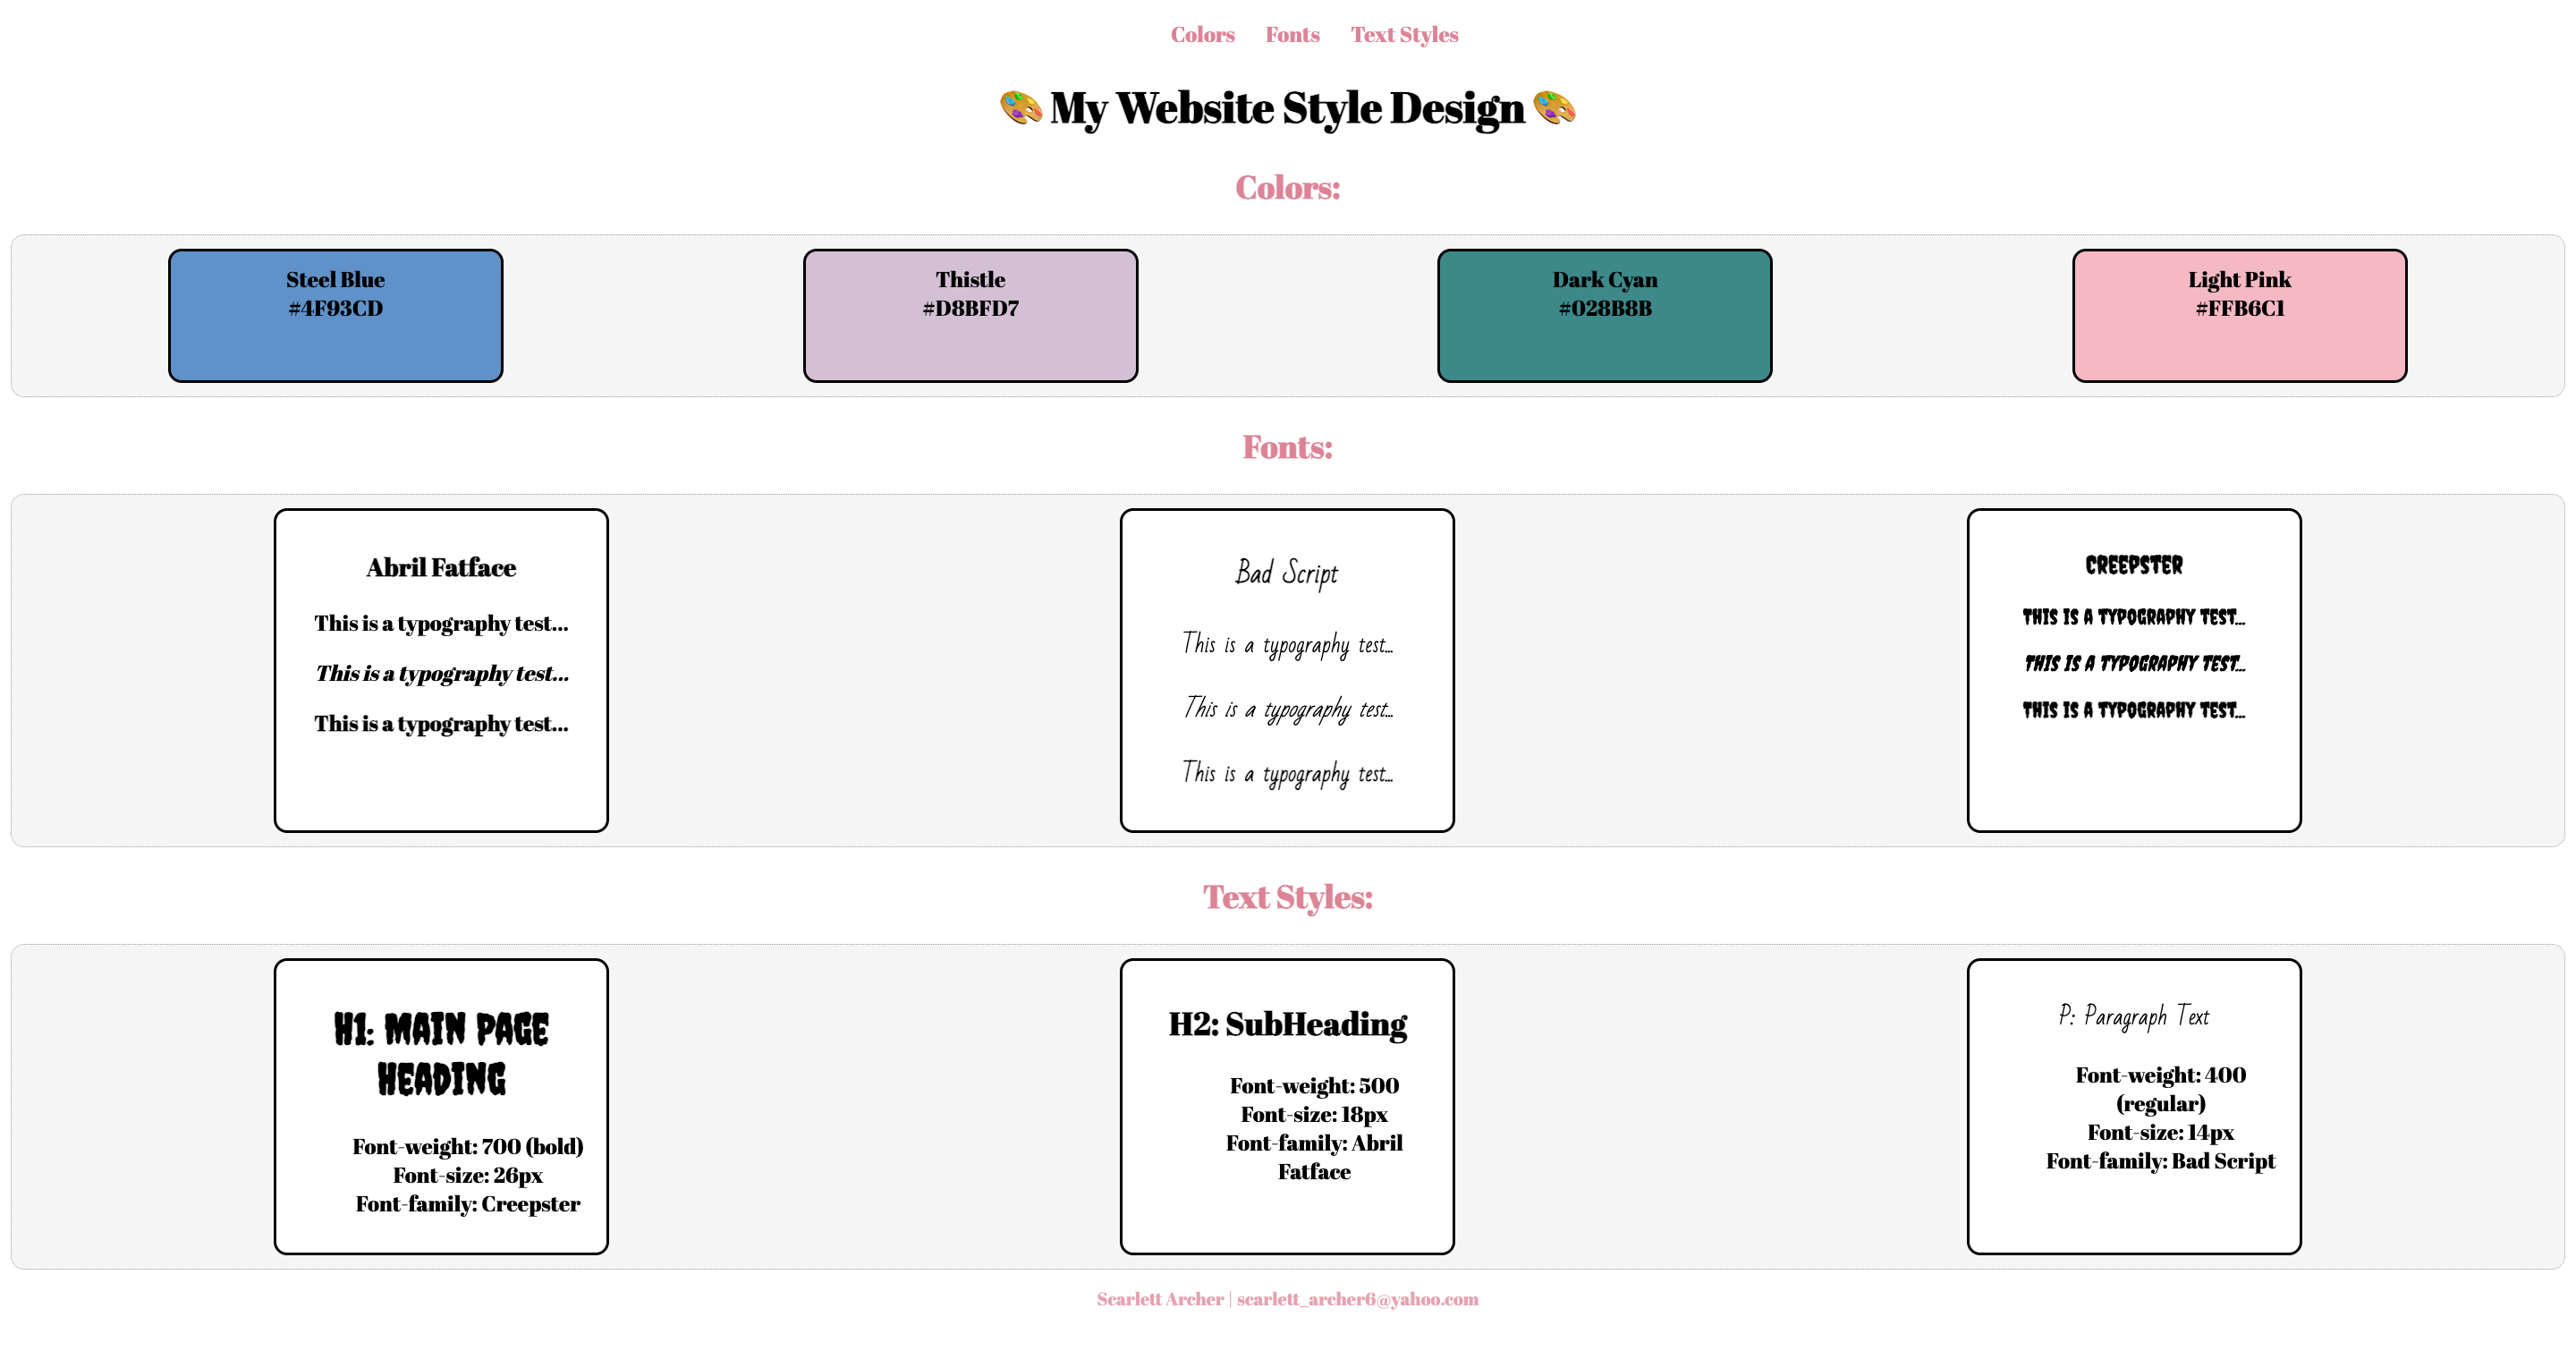 Colors Fonts Text Styles
🎨 My Website Style Design 🎨
Colors:
Steel Blue
#4F93CD
Thistle
#D8BFD7
Dark Cyan
#028B8B
Light Pink
#FFB6C1
Fonts:
Abril Fatface
This is a typography test...
This is a typography test...
This is a typography test...
Bad Script
This is a typography test...
This is a typography test...
This is a typography test...
CREEPSTER
THIS IS A TYPOGRAPHY TEST...
THIS IS A TYPOGRAPHY TEST...
THIS IS A TYPOGRAPHY TEST...
Text Styles:
H1: MAIN PAGE
HEADING
Font-weight: 700 (bold)
Font-size: 26px
Font-family: Creepster
H2: SubHeading
Font-weight: 500
Font-size: 18px
Font-family: Abril
Fatface
P: Paragraph Text
Font-weight: 400
(regular)
Font-size: 14px
Font-family: Bad Script
Scarlett Archer | scarlett_archer6@yahoo.com